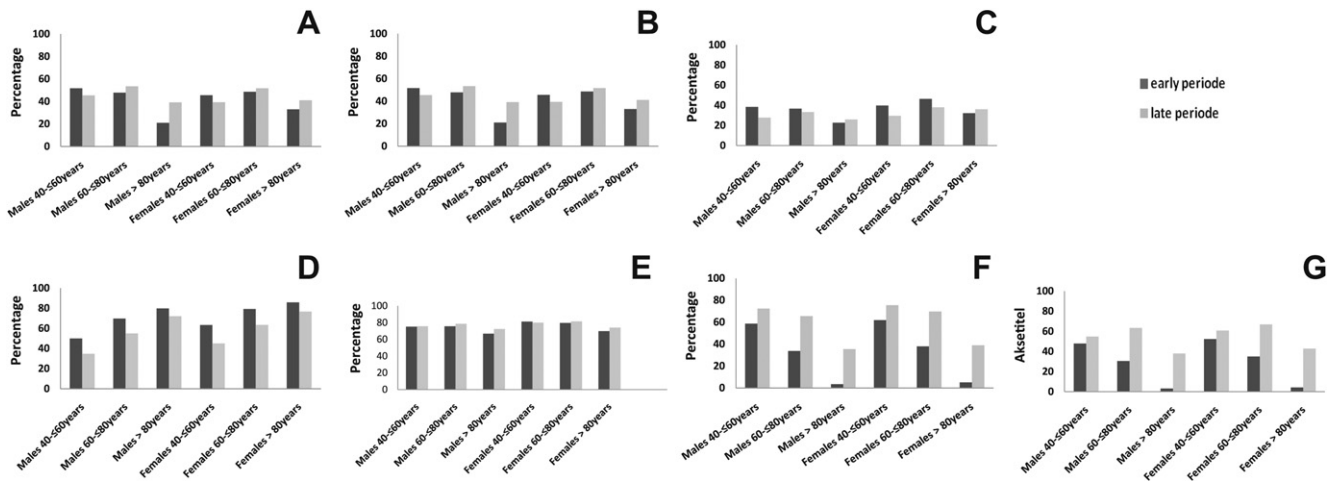 A
Percentage
100
80
60
40
20
0
Males 40-≤60years
Males 60-≤80years
Males > 80years
Females 40-≤60years
Females 60-≤80years
Females > 80years
B
Percentage
100
80
60
40
20
0
Males 40-≤60years
Males 60-≤80years
Males > 80years
Females 40-≤60years
Females 60-≤80years
Females > 80years
C
Percentage
100
80
60
40
20
0
Males 40-≤60years
Males 60-≤80years
Males > 80years
Females 40-≤60years
Females 60-≤80years
Females > 80years
early periode
late periode
D
Percentage
100
80
60
40
20
0
Males 40-≤60years
Males 60-≤80years
Males > 80years
Females 40-≤60years
Females 60-≤80years
Females > 80years
E
Percentage
100
80
60
40
20
0
Males 40-≤60years
Males 60-≤80years
Males > 80years
Females 40-≤60years
Females 60-≤80years
Females > 80years
F
Percentage
100
80
60
40
20
0
Males 40-≤60years
Males 60-≤80years
Males > 80years
Females 40-≤60years
Females 60-≤80years
Females > 80years
G
Aksetitel
100
80
60
40
20
0
Males 40-≤60years
Males 60-≤80years
Males > 80years
Females 40-≤60years
Females 60-≤80years
Females > 80years